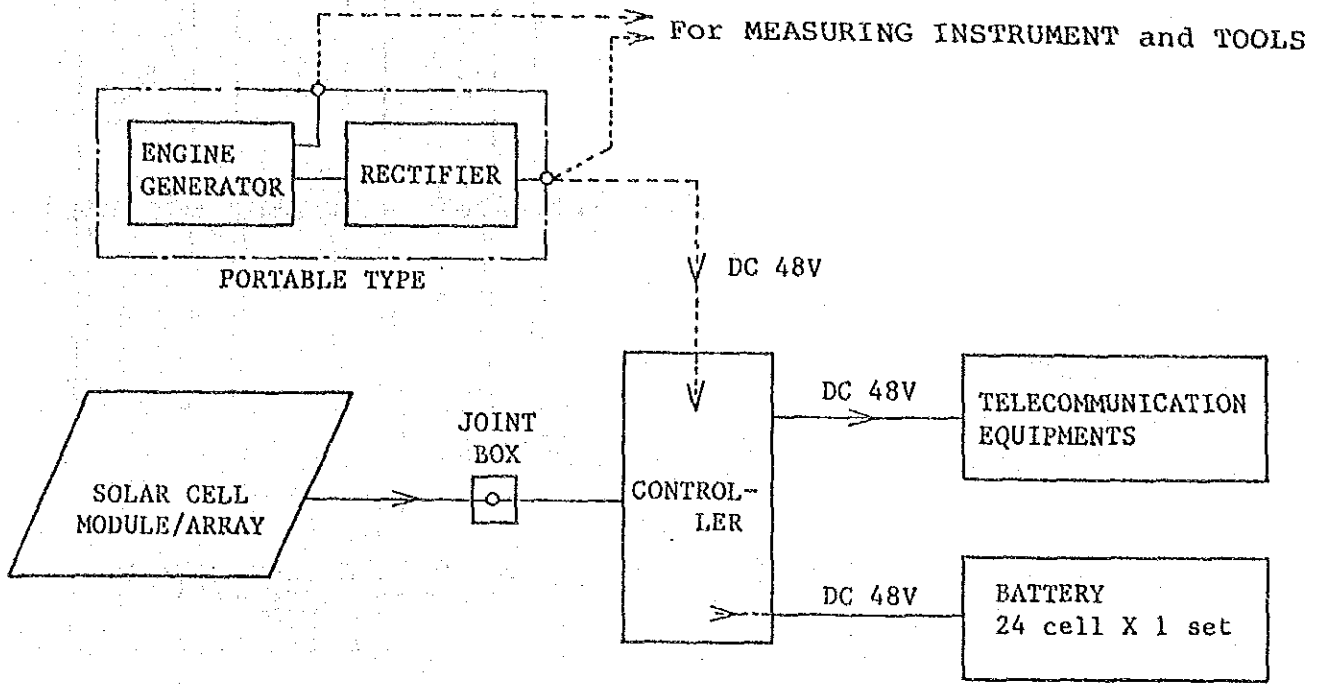 For MEASURING INSTRUMENT and TOOLS
ENGINE
GENERATOR
RECTIFIER
PORTABLE TYPE
DC 48V
SOLAR CELL
MODULE/ARRAY
JOINT
BOX
CONTROL-
LER
DC 48V
TELECOMMUNICATION
EQUIPMENTS
DC 48V
BATTERY
24 cell X 1 set